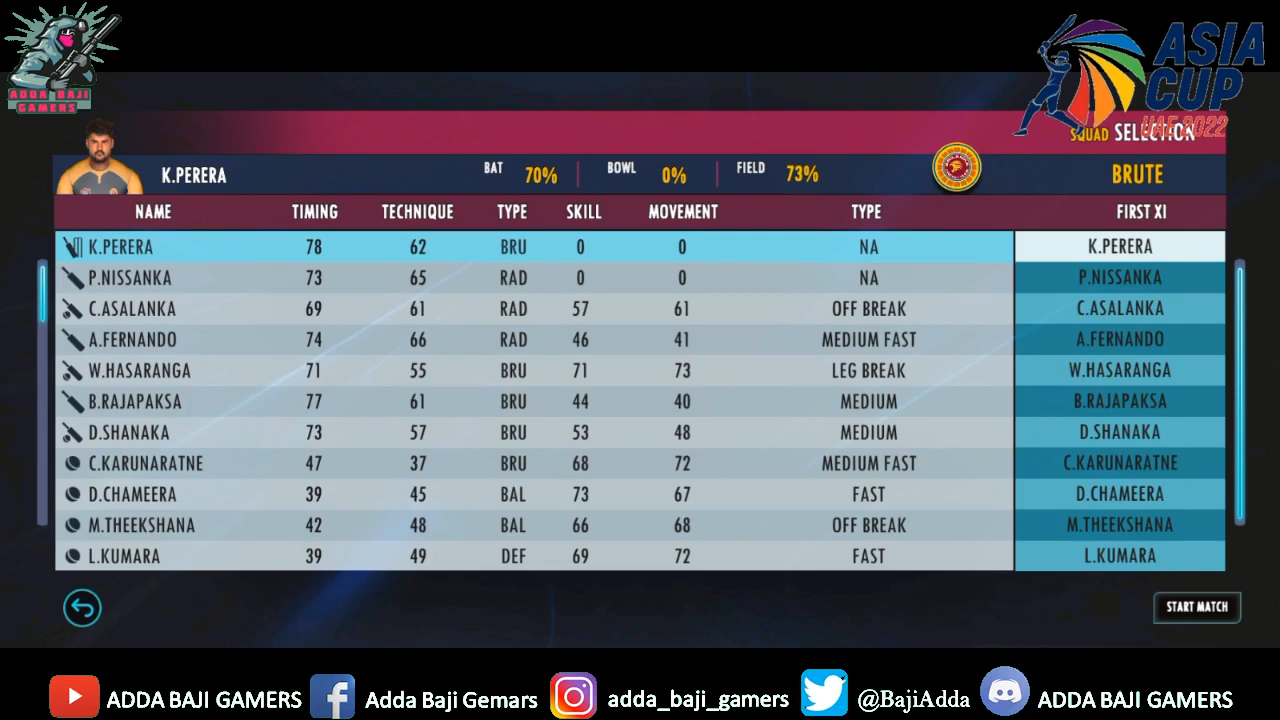 ADDA BAJI
GAMERS
ASIA
CUP
UAE 2022
SQUAD SELECTION
K.PERERA BAT 70% BOWL 0% FIELD 73% BRUTE
NAME TIMING TECHNIQUE TYPE SKILL MOVEMENT TYPE FIRST XI
K.PERERA 78 62 BRU 0 0 NA K.PERERA
P.NISSANKA 73 65 RAD 0 0 NA P.NISSANKA
C.ASALANKA 69 61 RAD 57 61 OFF BREAK C.ASALANKA
A.FERNANDO 74 66 RAD 46 41 MEDIUM FAST A.FERNANDO
W.HASARANGA 71 55 BRU 71 73 LEG BREAK W.HASARANGA
B.RAJAPAKSA 77 61 BRU 44 40 MEDIUM B.RAJAPAKSA
D.SHANAKA 73 57 BRU 53 48 MEDIUM D.SHANAKA
C.KARUNARATNE 47 37 BRU 68 72 MEDIUM FAST C.KARUNARATNE
D.CHAMEERA 39 45 BAL 73 67 FAST D.CHAMEERA
M.THEEKSHANA 42 48 BAL 66 68 OFF BREAK M.THEEKSHANA
L.KUMARA 39 49 DEF 69 72 FAST L.KUMARA
START MATCH
ADDA BAJI GAMERS Adda Baji Gemars adda_baji_gamers @BajiAdda ADDA BAJI GAMERS